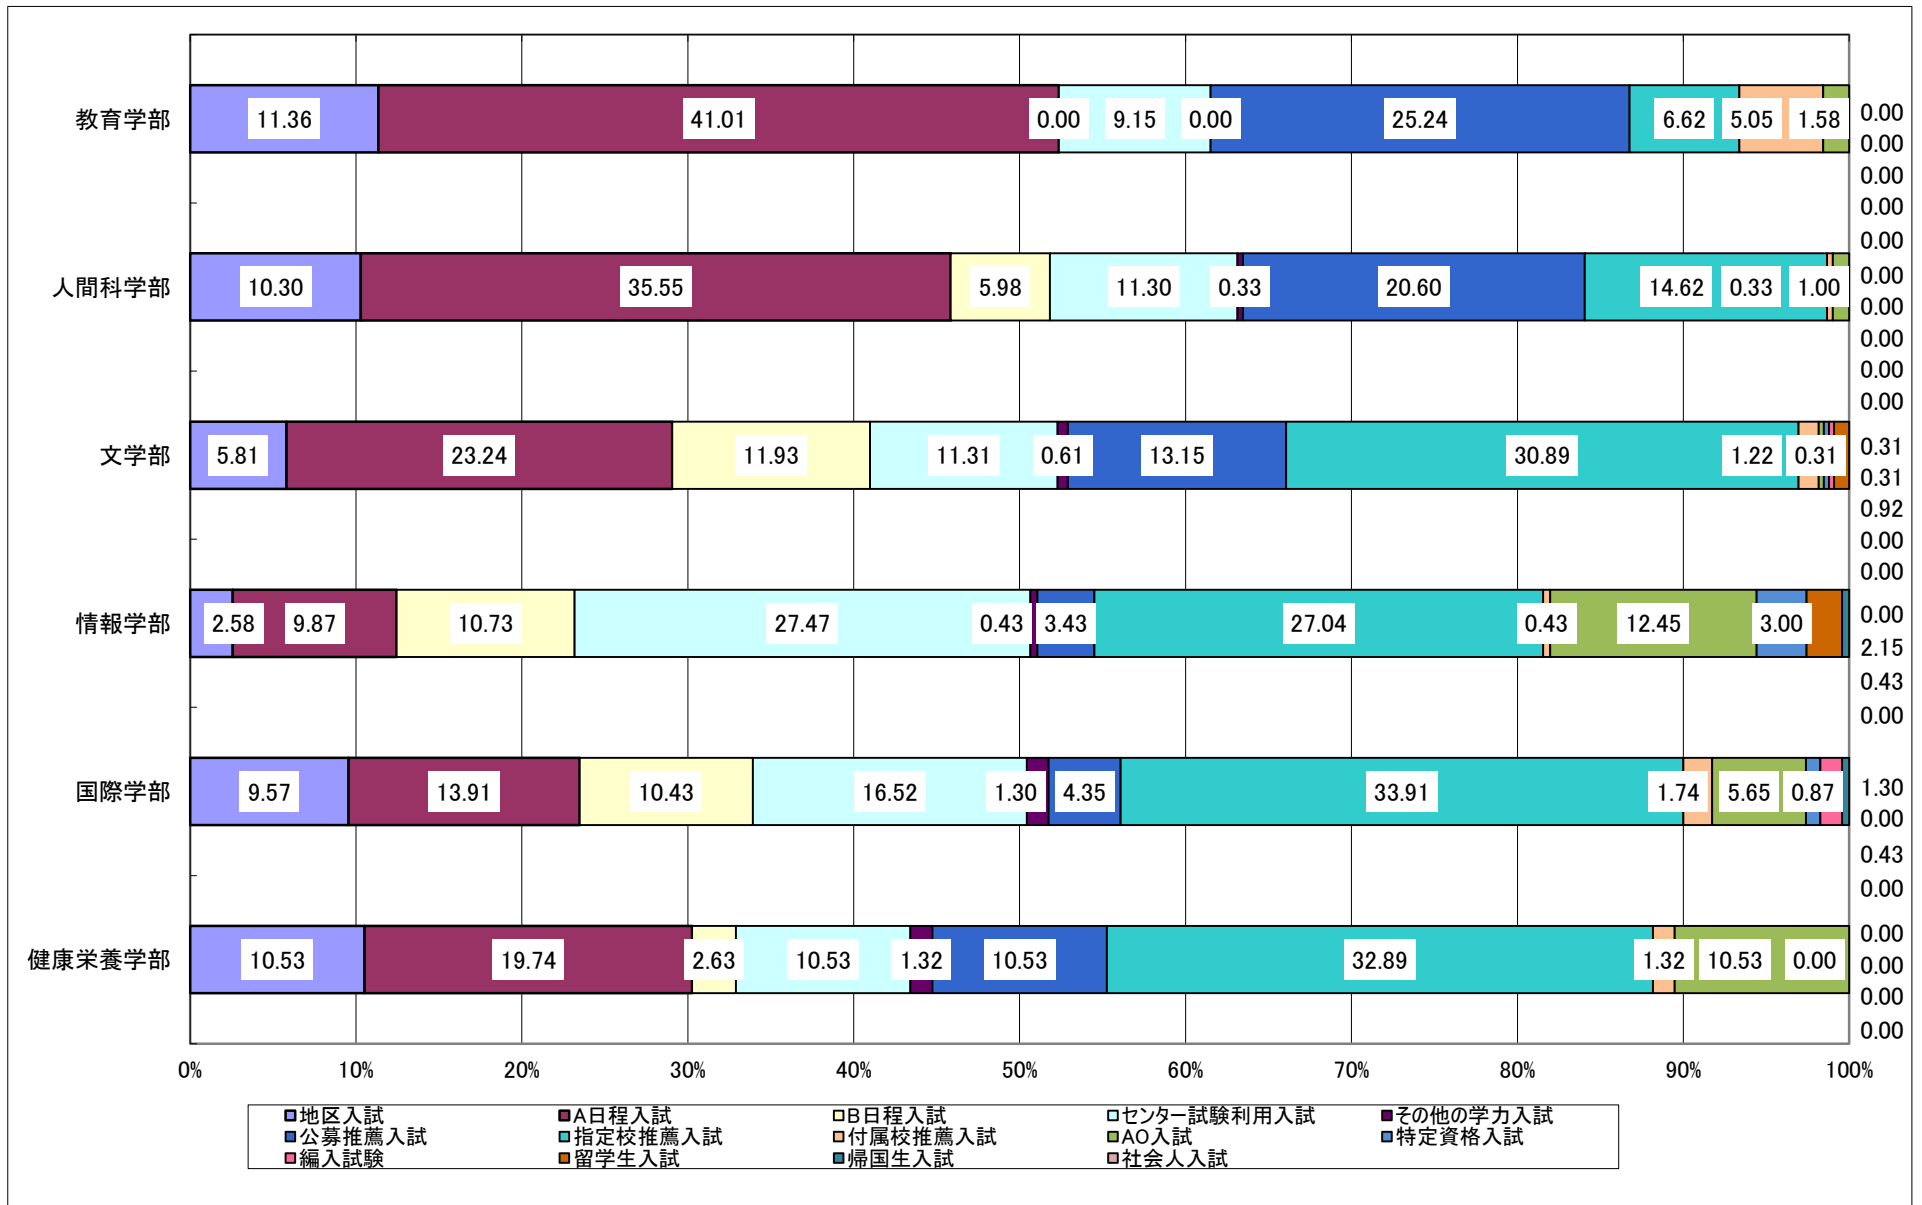 教育学部 11.36 41.01 0.00 9.15 0.00 25.24 6.62 5.05 1.58 0.00
0.00
0.00
0.00
0.00
人間科学部 10.30 35.55 5.98 11.30 0.33 20.60 14.62 0.33 1.00 0.00
0.00
0.00
0.00
0.00
文学部 5.81 23.24 11.93 11.31 0.61 13.15 30.89 1.22 0.31 0.31
0.31
0.92
0.00
0.00
情報学部 2.58 9.87 10.73 27.47 0.43 3.43 27.04 0.43 12.45 3.00 0.00
2.15
0.43
0.00
国際学部 9.57 13.91 10.43 16.52 1.30 4.35 33.91 1.74 5.65 0.87 1.30
0.00
0.43
0.00
健康栄養学部 10.53 19.74 2.63 10.53 1.32 10.53 32.89 1.32 10.53 0.00 0.00
0.00
0.00
0.00
0% 10% 20% 30% 40% 50% 60% 70% 80% 90% 100%
地区入試 A日程入試 B日程入試 センター試験利用入試 その他の学力入試
公募推薦入試 指定校推薦入試 付属校推薦入試 AO入試 特定資格入試
編入試験 留学生入試 帰国生入試 社会人入試